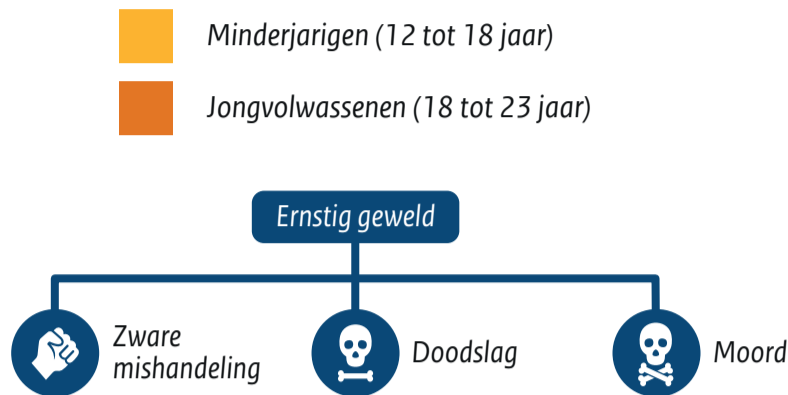 Minderjarigen (12 tot 18 jaar)
Jongvolwassenen (18 tot 23 jaar)
Ernstig geweld
Zware
mishandeling
Doodslag
Moord